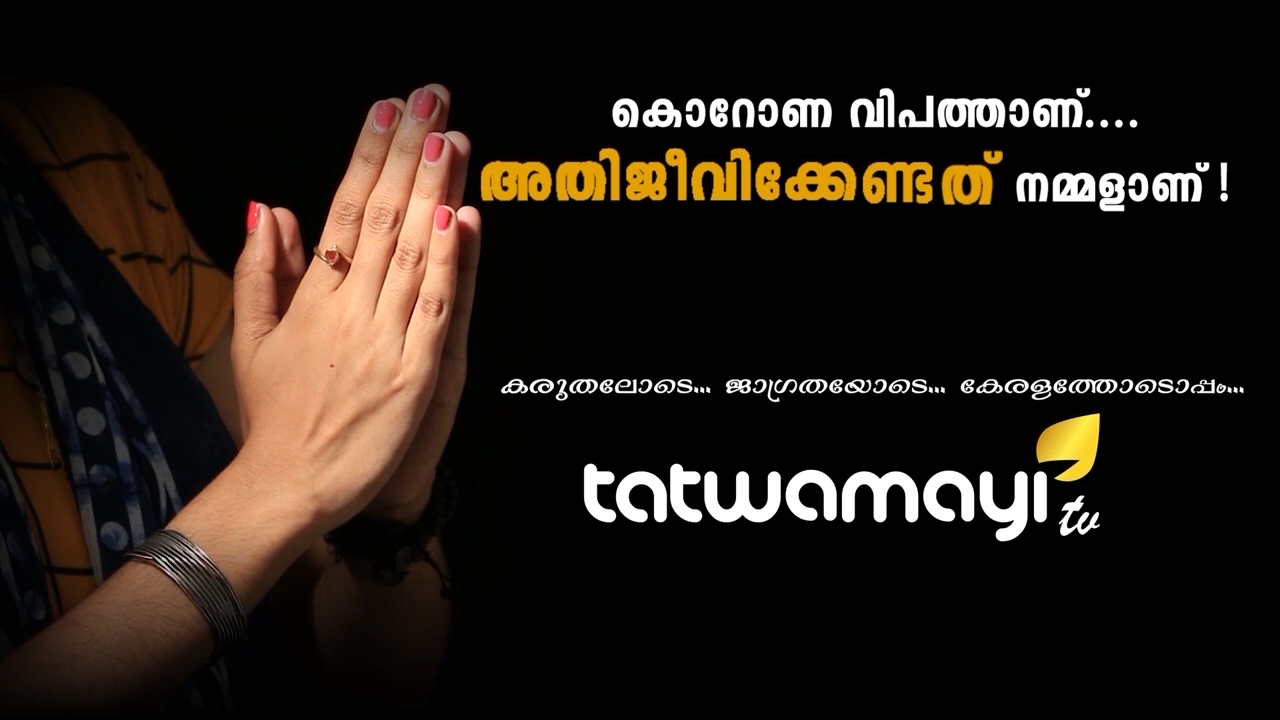 കൊറോണ വിപത്താണ്....
അതിജീവിക്കേണ്ടത് നമ്മളാണ് !
കരുതലോടെ... ജാഗ്രതയോടെ... കേരളത്തോടൊപ്പം...
tatwamayi
tv